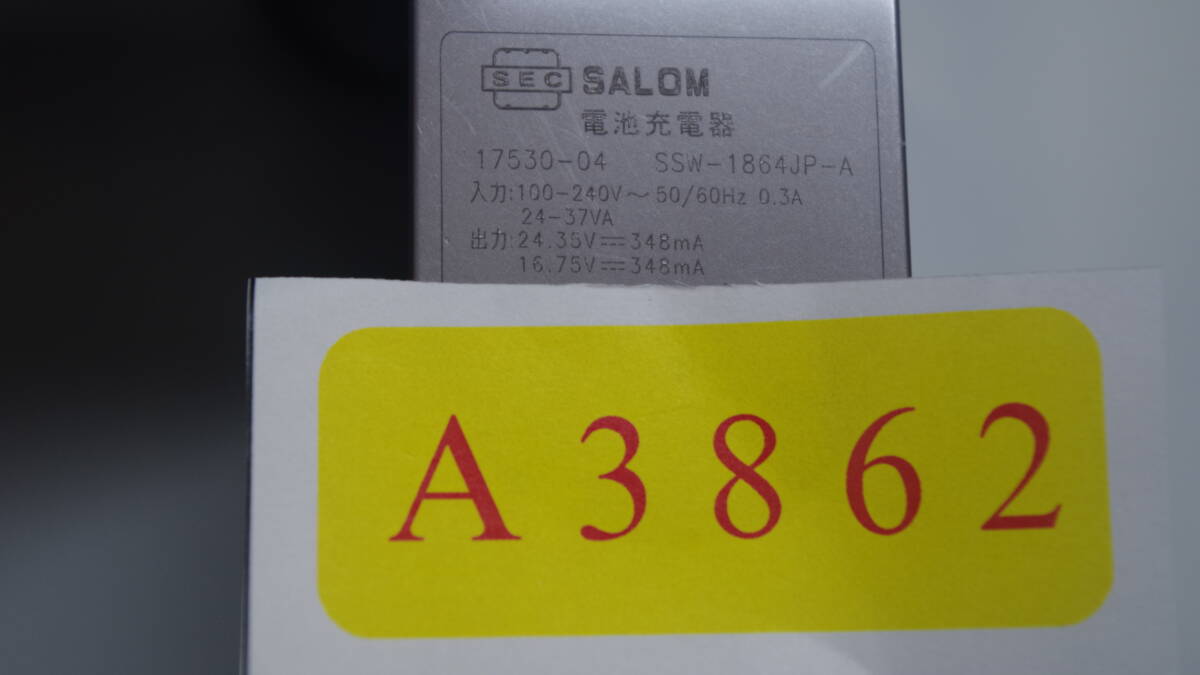 SEC SALOM
電池充電器
17530-04 SSW-1864JP-A
入力:100-240V～50/60Hz 0.3A
24-37VA
出力:24.35V⎓348mA
16.75V⎓348mA
A3862